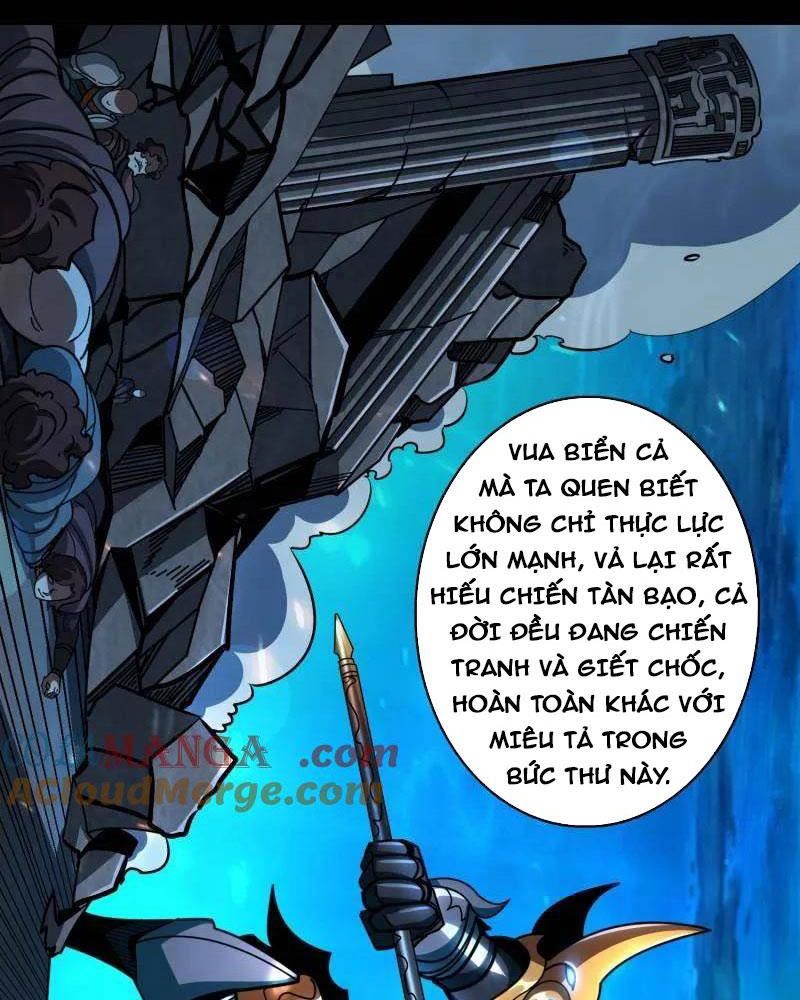 VUA BIỂN CẢ
MÀ TA QUEN BIẾT
KHÔNG CHỈ THỰC LỰC
LỚN MẠNH, VẢ LẠI RẤT
HIẾU CHIẾN TÀN BẠO, CẢ
ĐỜI ĐỀU ĐANG CHIẾN
TRANH VÀ GIẾT CHÓC,
HOÀN TOÀN KHÁC VỚI
MIÊU TẢ TRONG
BỨC THƯ NÀY.
MANGA .com
AcloudMerge.com